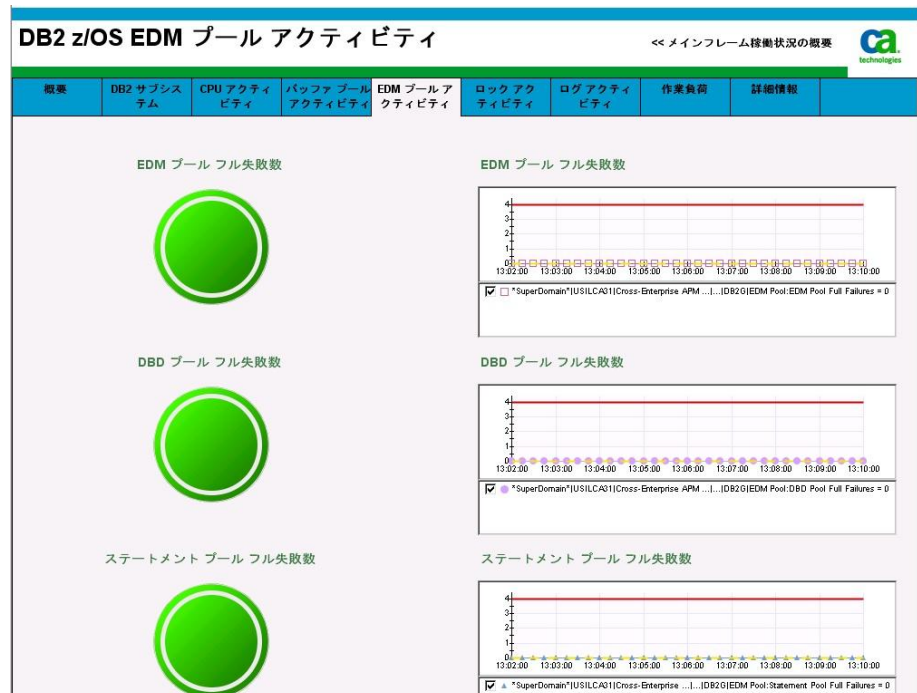 DB2 z/OS EDM プール アクティビティ
<< メインフレーム稼働状況の概要
ca
technologies
概要
DB2 サブシス
テム
CPU アクティ
ビティ
バッファ プール
アクティビティ
EDM プール ア
クティビティ
ロック アク
ティビティ
ログ アクティ
ビティ
作業負荷
詳細情報
EDM プール フル失敗数
EDM プール フル失敗数
4
3
2
1
0
13:02:00 13:03:00 13:04:00 13:05:00 13:06:00 13:07:00 13:08:00 13:09:00 13:10:00
*SuperDomain*|USILCA31|Cross-Enterprise APM ...|...|DB2G|EDM Pool:EDM Pool Full Failures = 0
DBD プール フル失敗数
DBD プール フル失敗数
4
3
2
1
0
13:02:00 13:03:00 13:04:00 13:05:00 13:06:00 13:07:00 13:08:00 13:09:00 13:10:00
*SuperDomain*|USILCA31|Cross-Enterprise APM ...|...|DB2G|EDM Pool:DBD Pool Full Failures = 0
ステートメント プール フル失敗数
ステートメント プール フル失敗数
4
3
2
1
0
13:02:00 13:03:00 13:04:00 13:05:00 13:06:00 13:07:00 13:08:00 13:09:00 13:10:00
*SuperDomain*|USILCA31|Cross-Enterprise ...|...|DB2G|EDM Pool:Statement Pool Full Failures = 0